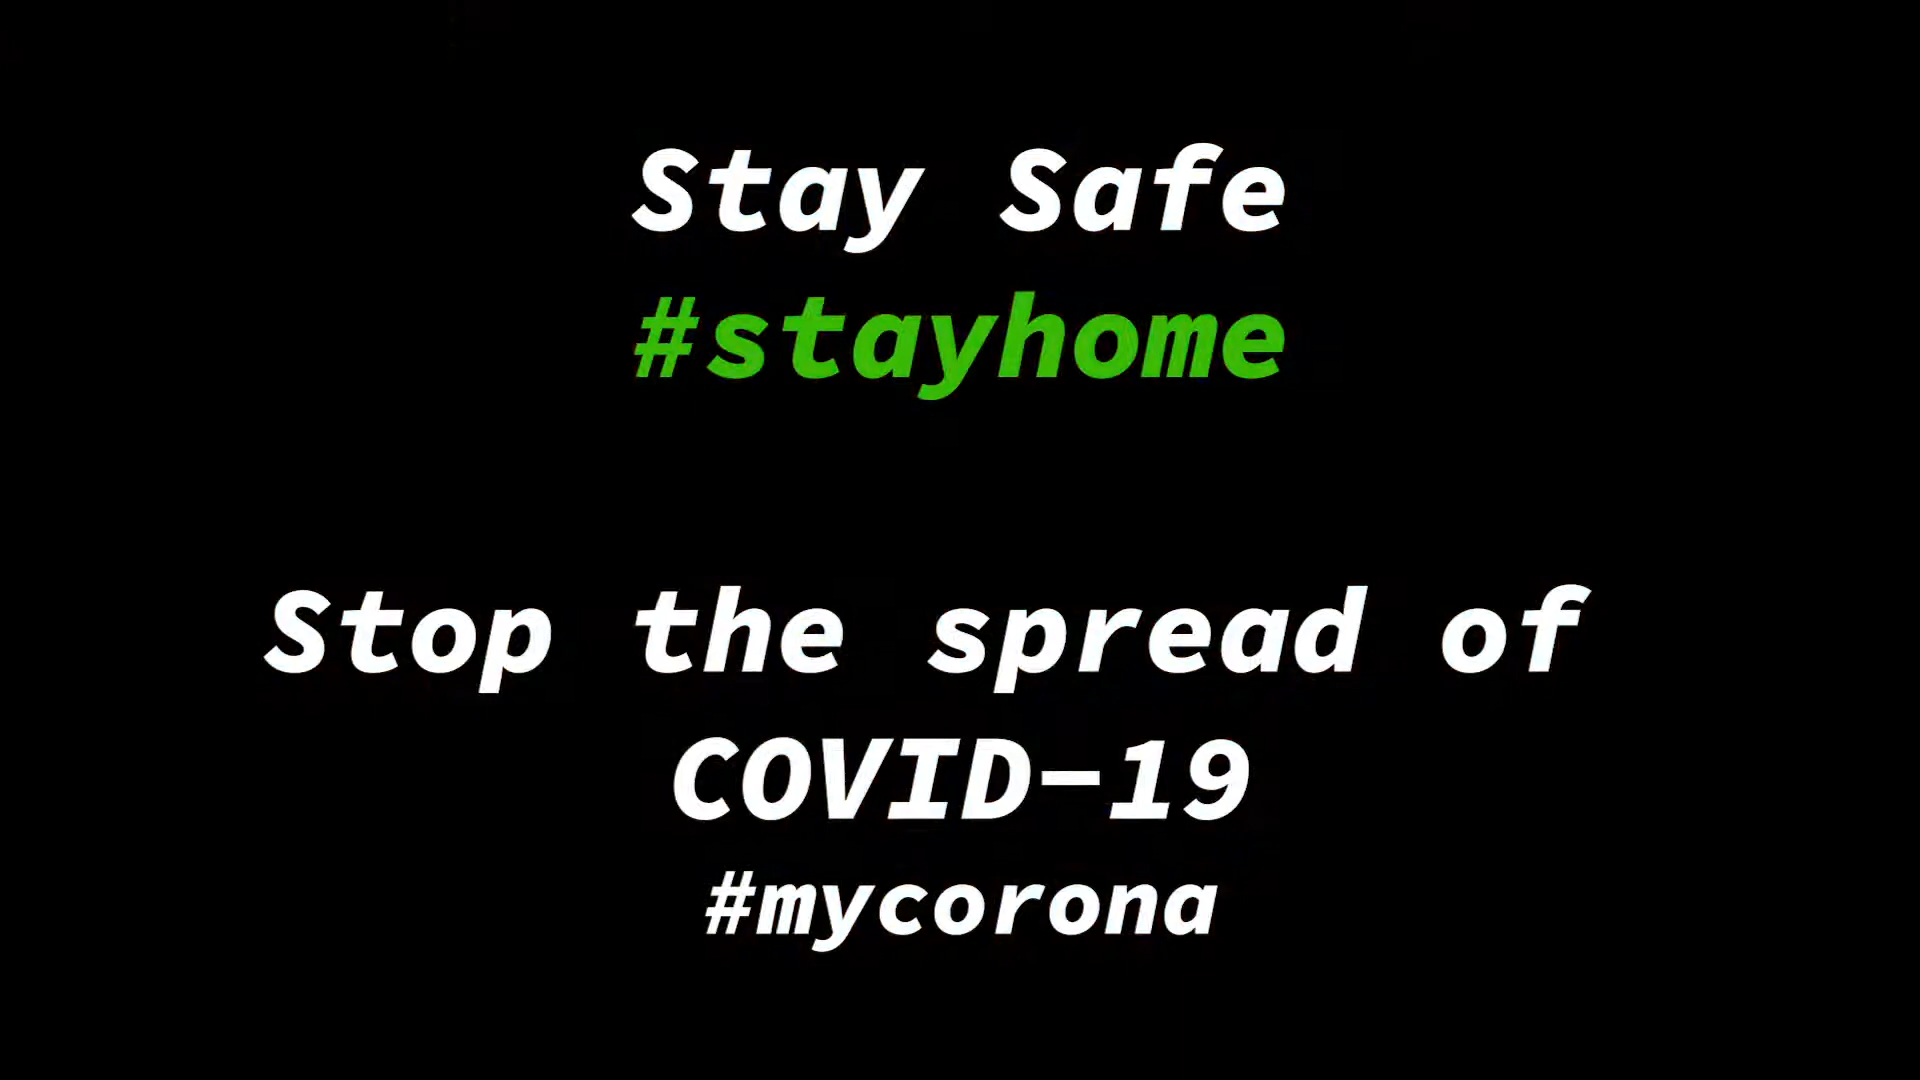 Stay Safe
#stayhome
Stop the spread of
COVID-19
#mycorona